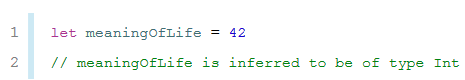 1 let meaningOfLife = 42
2 // meaningOfLife is inferred to be of type Int